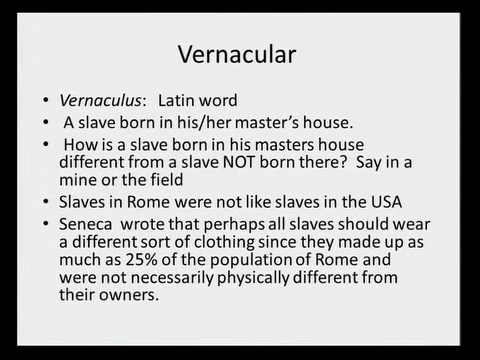 Vernacular
• Vernaculus:   Latin word
•  A slave born in his/her master's house.
•  How is a slave born in his masters house
different from a slave NOT born there?  Say in a
mine or the field
• Slaves in Rome were not like slaves in the USA
• Seneca  wrote that perhaps all slaves should wear
a different sort of clothing since they made up as
much as 25% of the population of Rome and
were not necessarily physically different from
their owners.